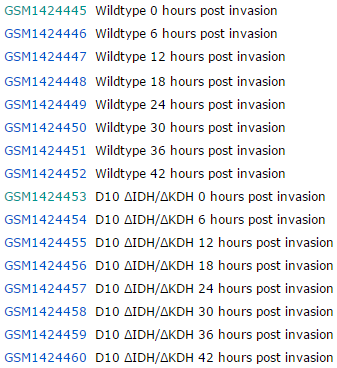 GSM1424445 Wildtype 0 hours post invasion
GSM1424446 Wildtype 6 hours post invasion
GSM1424447 Wildtype 12 hours post invasion
GSM1424448 Wildtype 18 hours post invasion
GSM1424449 Wildtype 24 hours post invasion
GSM1424450 Wildtype 30 hours post invasion
GSM1424451 Wildtype 36 hours post invasion
GSM1424452 Wildtype 42 hours post invasion
GSM1424453 D10 ΔIDH/ΔKDH 0 hours post invasion
GSM1424454 D10 ΔIDH/ΔKDH 6 hours post invasion
GSM1424455 D10 ΔIDH/ΔKDH 12 hours post invasion
GSM1424456 D10 ΔIDH/ΔKDH 18 hours post invasion
GSM1424457 D10 ΔIDH/ΔKDH 24 hours post invasion
GSM1424458 D10 ΔIDH/ΔKDH 30 hours post invasion
GSM1424459 D10 ΔIDH/ΔKDH 36 hours post invasion
GSM1424460 D10 ΔIDH/ΔKDH 42 hours post invasion